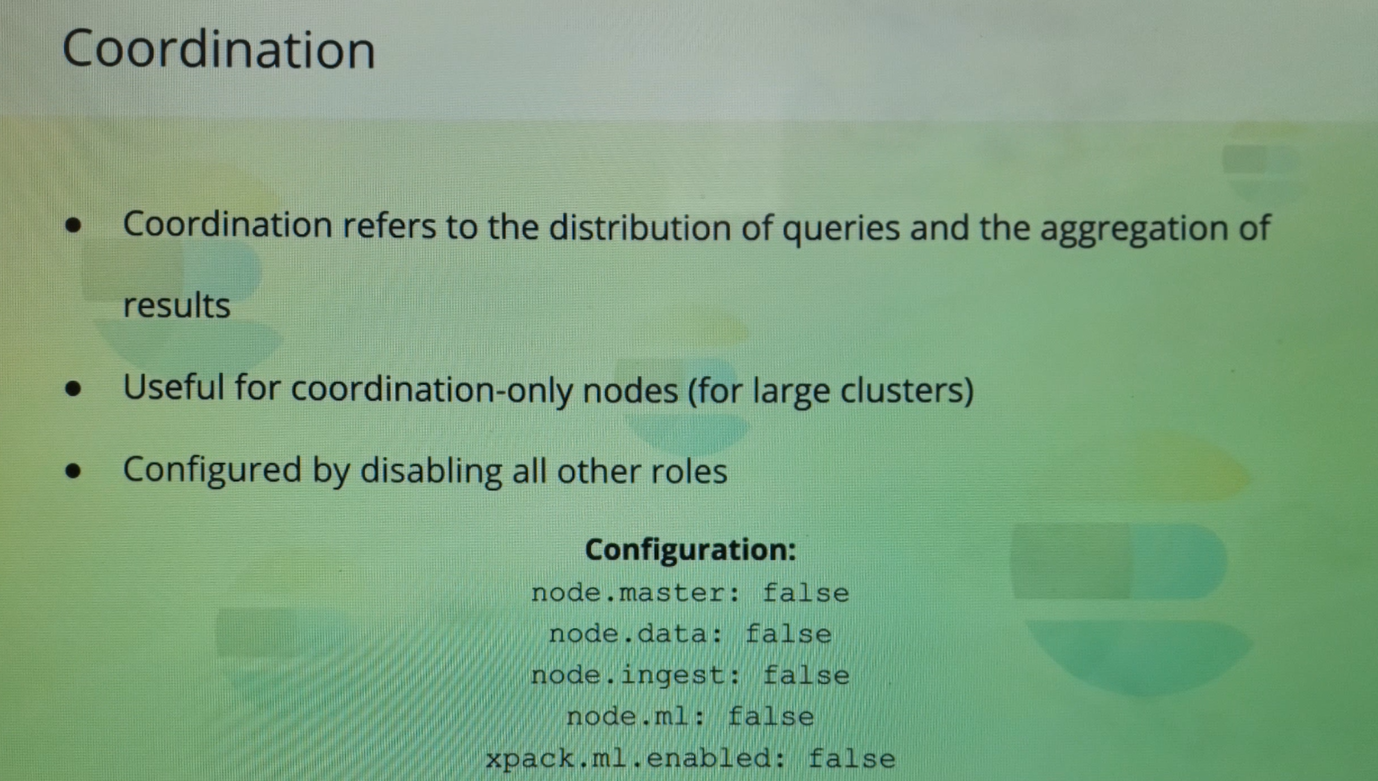 Coordination
● Coordination refers to the distribution of queries and the aggregation of
results
● Useful for coordination-only nodes (for large clusters)
● Configured by disabling all other roles
Configuration:
node.master: false
node.data: false
node.ingest: false
node.ml: false
xpack.ml.enabled: false